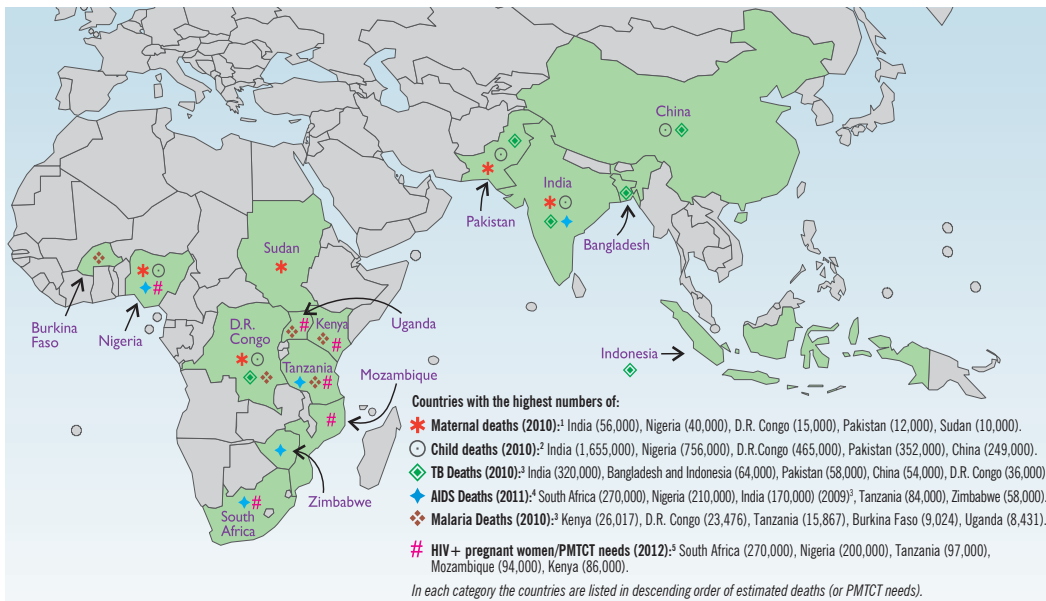 China
India
Pakistan
Bangladesh
Sudan
Burkina
Faso
Nigeria
D.R.
Congo
Uganda
Kenya
Tanzania
Mozambique
Indonesia
Zimbabwe
South
Africa
Countries with the highest numbers of:
Maternal deaths (2010):¹ India (56,000), Nigeria (40,000), D.R. Congo (15,000), Pakistan (12,000), Sudan (10,000).
Child deaths (2010):² India (1,655,000), Nigeria (756,000), D.R.Congo (465,000), Pakistan (352,000), China (249,000).
TB Deaths (2010):³ India (320,000), Bangladesh and Indonesia (64,000), Pakistan (58,000), China (54,000), D.R. Congo (36,000).
AIDS Deaths (2011):⁴ South Africa (270,000), Nigeria (210,000), India (170,000) (2009)³, Tanzania (84,000), Zimbabwe (58,000).
Malaria Deaths (2010):³ Kenya (26,017), D.R. Congo (23,476), Tanzania (15,867), Burkina Faso (9,024), Uganda (8,431).
# HIV+ pregnant women/PMTCT needs (2012):⁵ South Africa (270,000), Nigeria (200,000), Tanzania (97,000),
Mozambique (94,000), Kenya (86,000).
In each category the countries are listed in descending order of estimated deaths (or PMTCT needs).